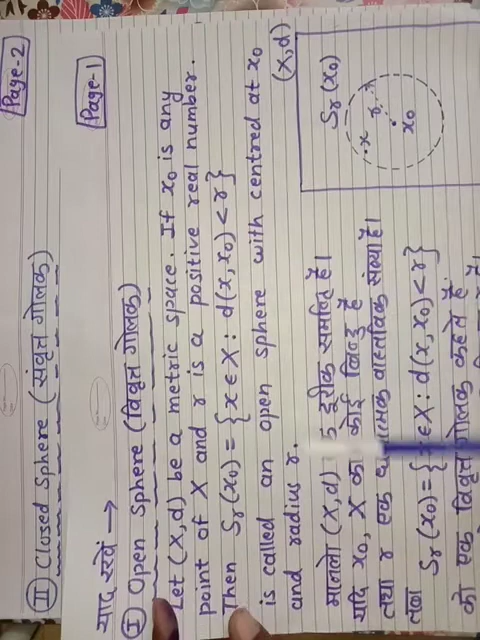 Page-2
II Closed Sphere (संवृत्त गोलक)
Page-1
याद रखें →
I Open Sphere (विवृत्त गोलक)
Let (X,d) be a metric space. If x₀ is any
point of X and r is a positive real number.
Then Sr(x₀) = { x ∈ X : d(x, x₀) < r }
is called an open sphere with centred at x₀
and radius r.
(X,d)
Sr(x₀)
x
r
x₀
मानलो (X,d) दूरीक समष्टि है।
यदि x₀, X का कोई बिन्दु है
तथा r एक वास्तविक संख्या है।
तब Sr(x₀) = { x ∈ X : d(x, x₀) < r }
को एक विवृत्त गोलक कहते हैं